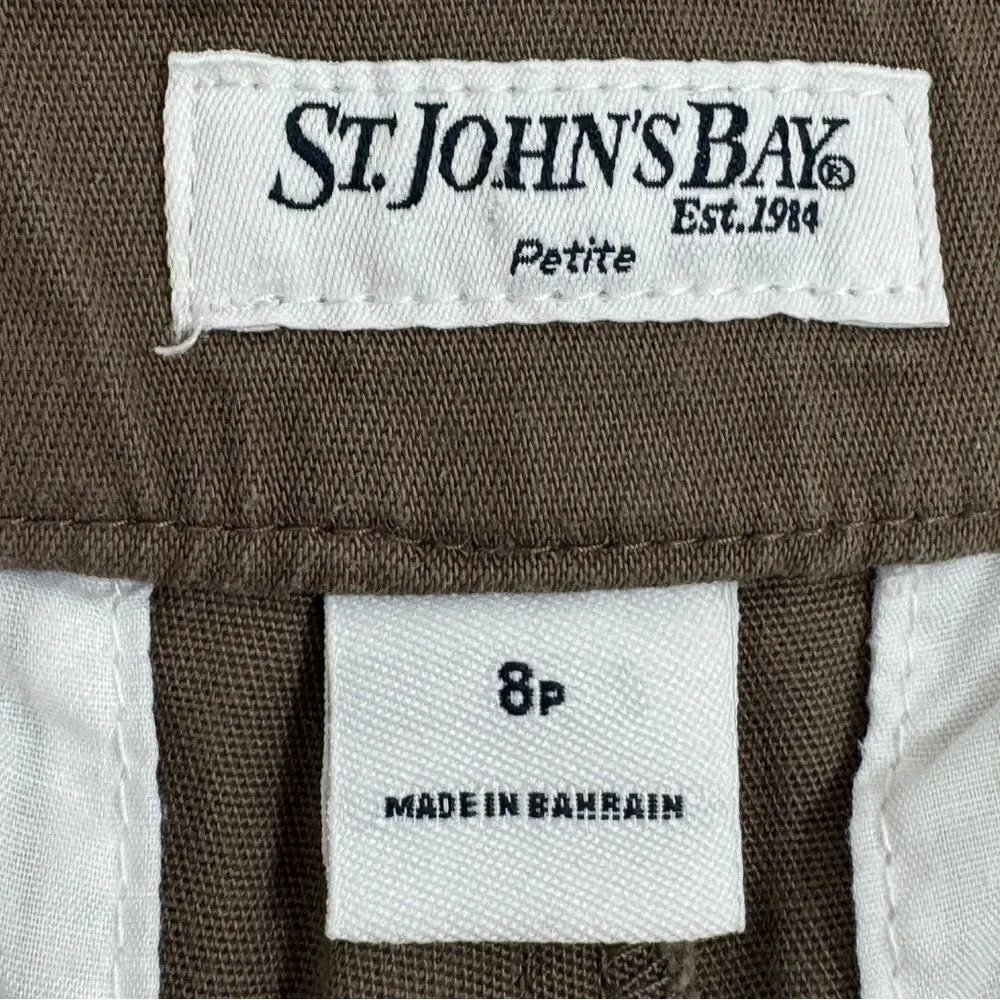 ST. JOHN'S BAY®
Est. 1984
Petite
8P
MADE IN BAHRAIN